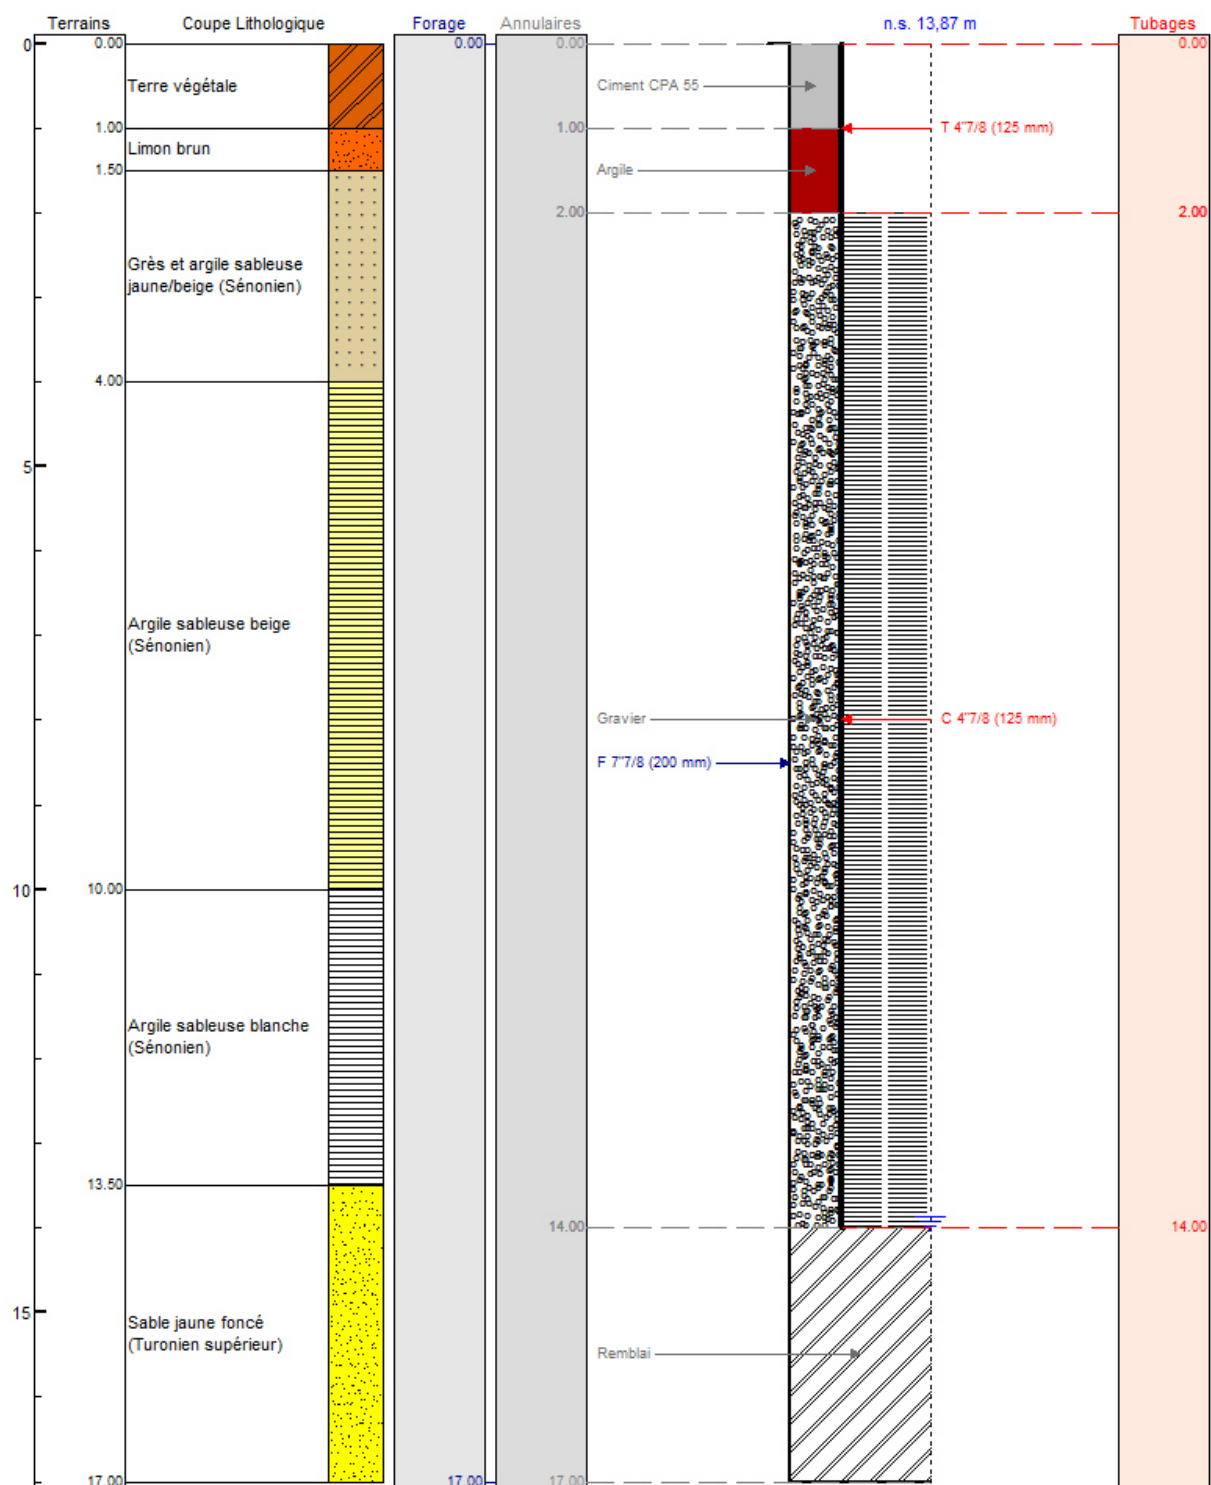 Terrains Coupe Lithologique Forage Annulaires n.s. 13,87 m Tubages
0 0.00 0.00 0.00 0.00
Terre végétale Ciment CPA 55
1.00 1.00 T 4"7/8 (125 mm)
Limon brun
1.50 Argile
2.00 2.00
Grès et argile sableuse
jaune/beige (Sénonien)
4.00
5
Argile sableuse beige
(Sénonien)
Gravier C 4"7/8 (125 mm)
F 7"7/8 (200 mm)
10 10.00
Argile sableuse blanche
(Sénonien)
13.50
14.00 14.00
15
Sable jaune foncé
(Turonien supérieur)
Remblai
17.00 17.00 17.00